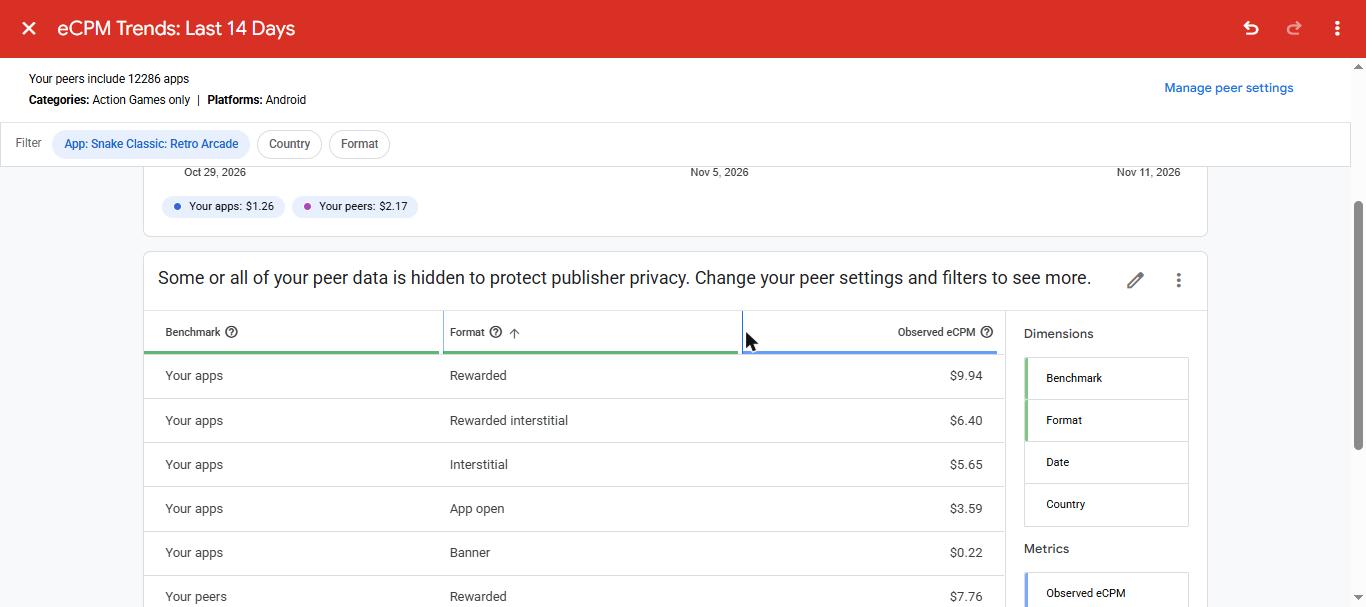 eCPM Trends: Last 14 Days
Your peers include 12286 apps
Categories: Action Games only | Platforms: Android
Manage peer settings
Filter App: Snake Classic: Retro Arcade Country Format
Oct 29, 2026 Nov 5, 2026 Nov 11, 2026
Your apps: $1.26 Your peers: $2.17
Some or all of your peer data is hidden to protect publisher privacy. Change your peer settings and filters to see more.
Benchmark Format Observed eCPM
Your apps Rewarded $9.94
Your apps Rewarded interstitial $6.40
Your apps Interstitial $5.65
Your apps App open $3.59
Your apps Banner $0.22
Your peers Rewarded $7.76
Dimensions
Benchmark
Format
Date
Country
Metrics
Observed eCPM